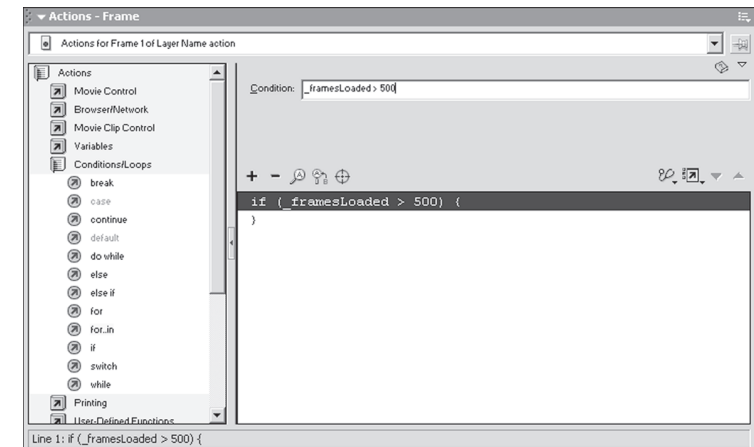 Actions - Frame
Actions for Frame 1 of Layer Name action
Actions
Movie Control
Browser/Network
Movie Clip Control
Variables
Conditions/Loops
break
case
continue
default
do while
else
else if
for
for..in
if
switch
while
Printing
User-Defined Functions
Condition: _framesLoaded > 500
if (_framesLoaded > 500) {
}
Line 1: if (_framesLoaded > 500) {